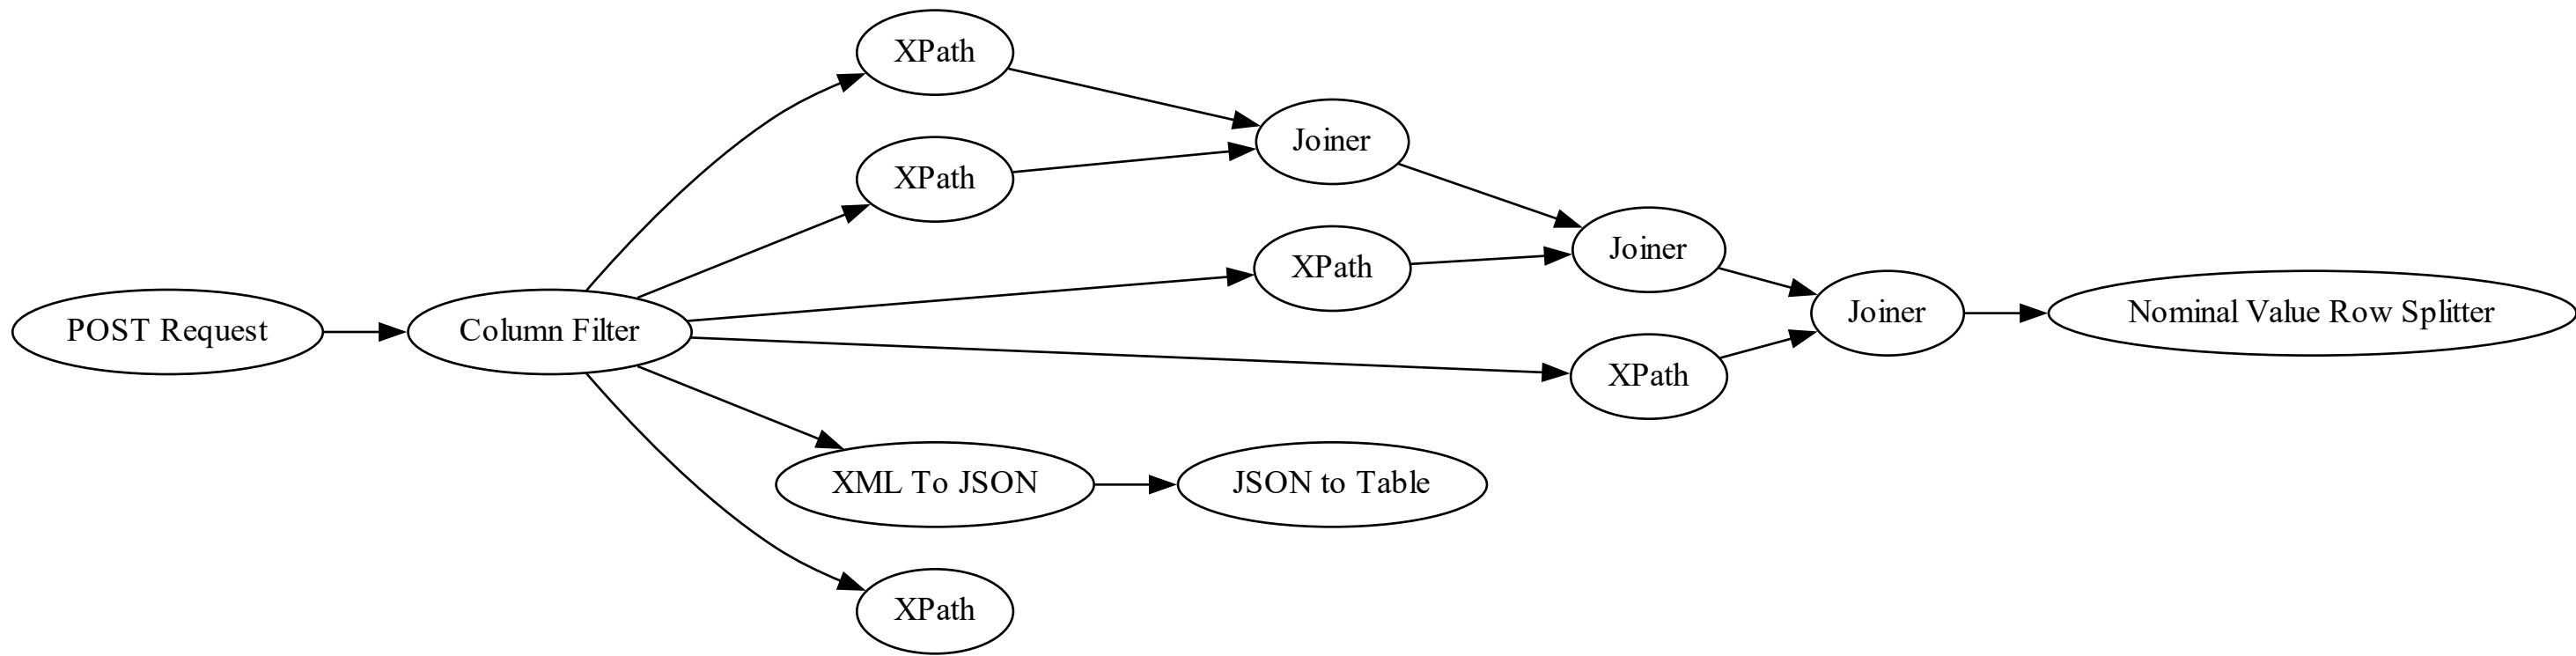 XPath
Joiner
XPath
Joiner
XPath
Joiner
Nominal Value Row Splitter
POST Request
Column Filter
XPath
XML To JSON
JSON to Table
XPath